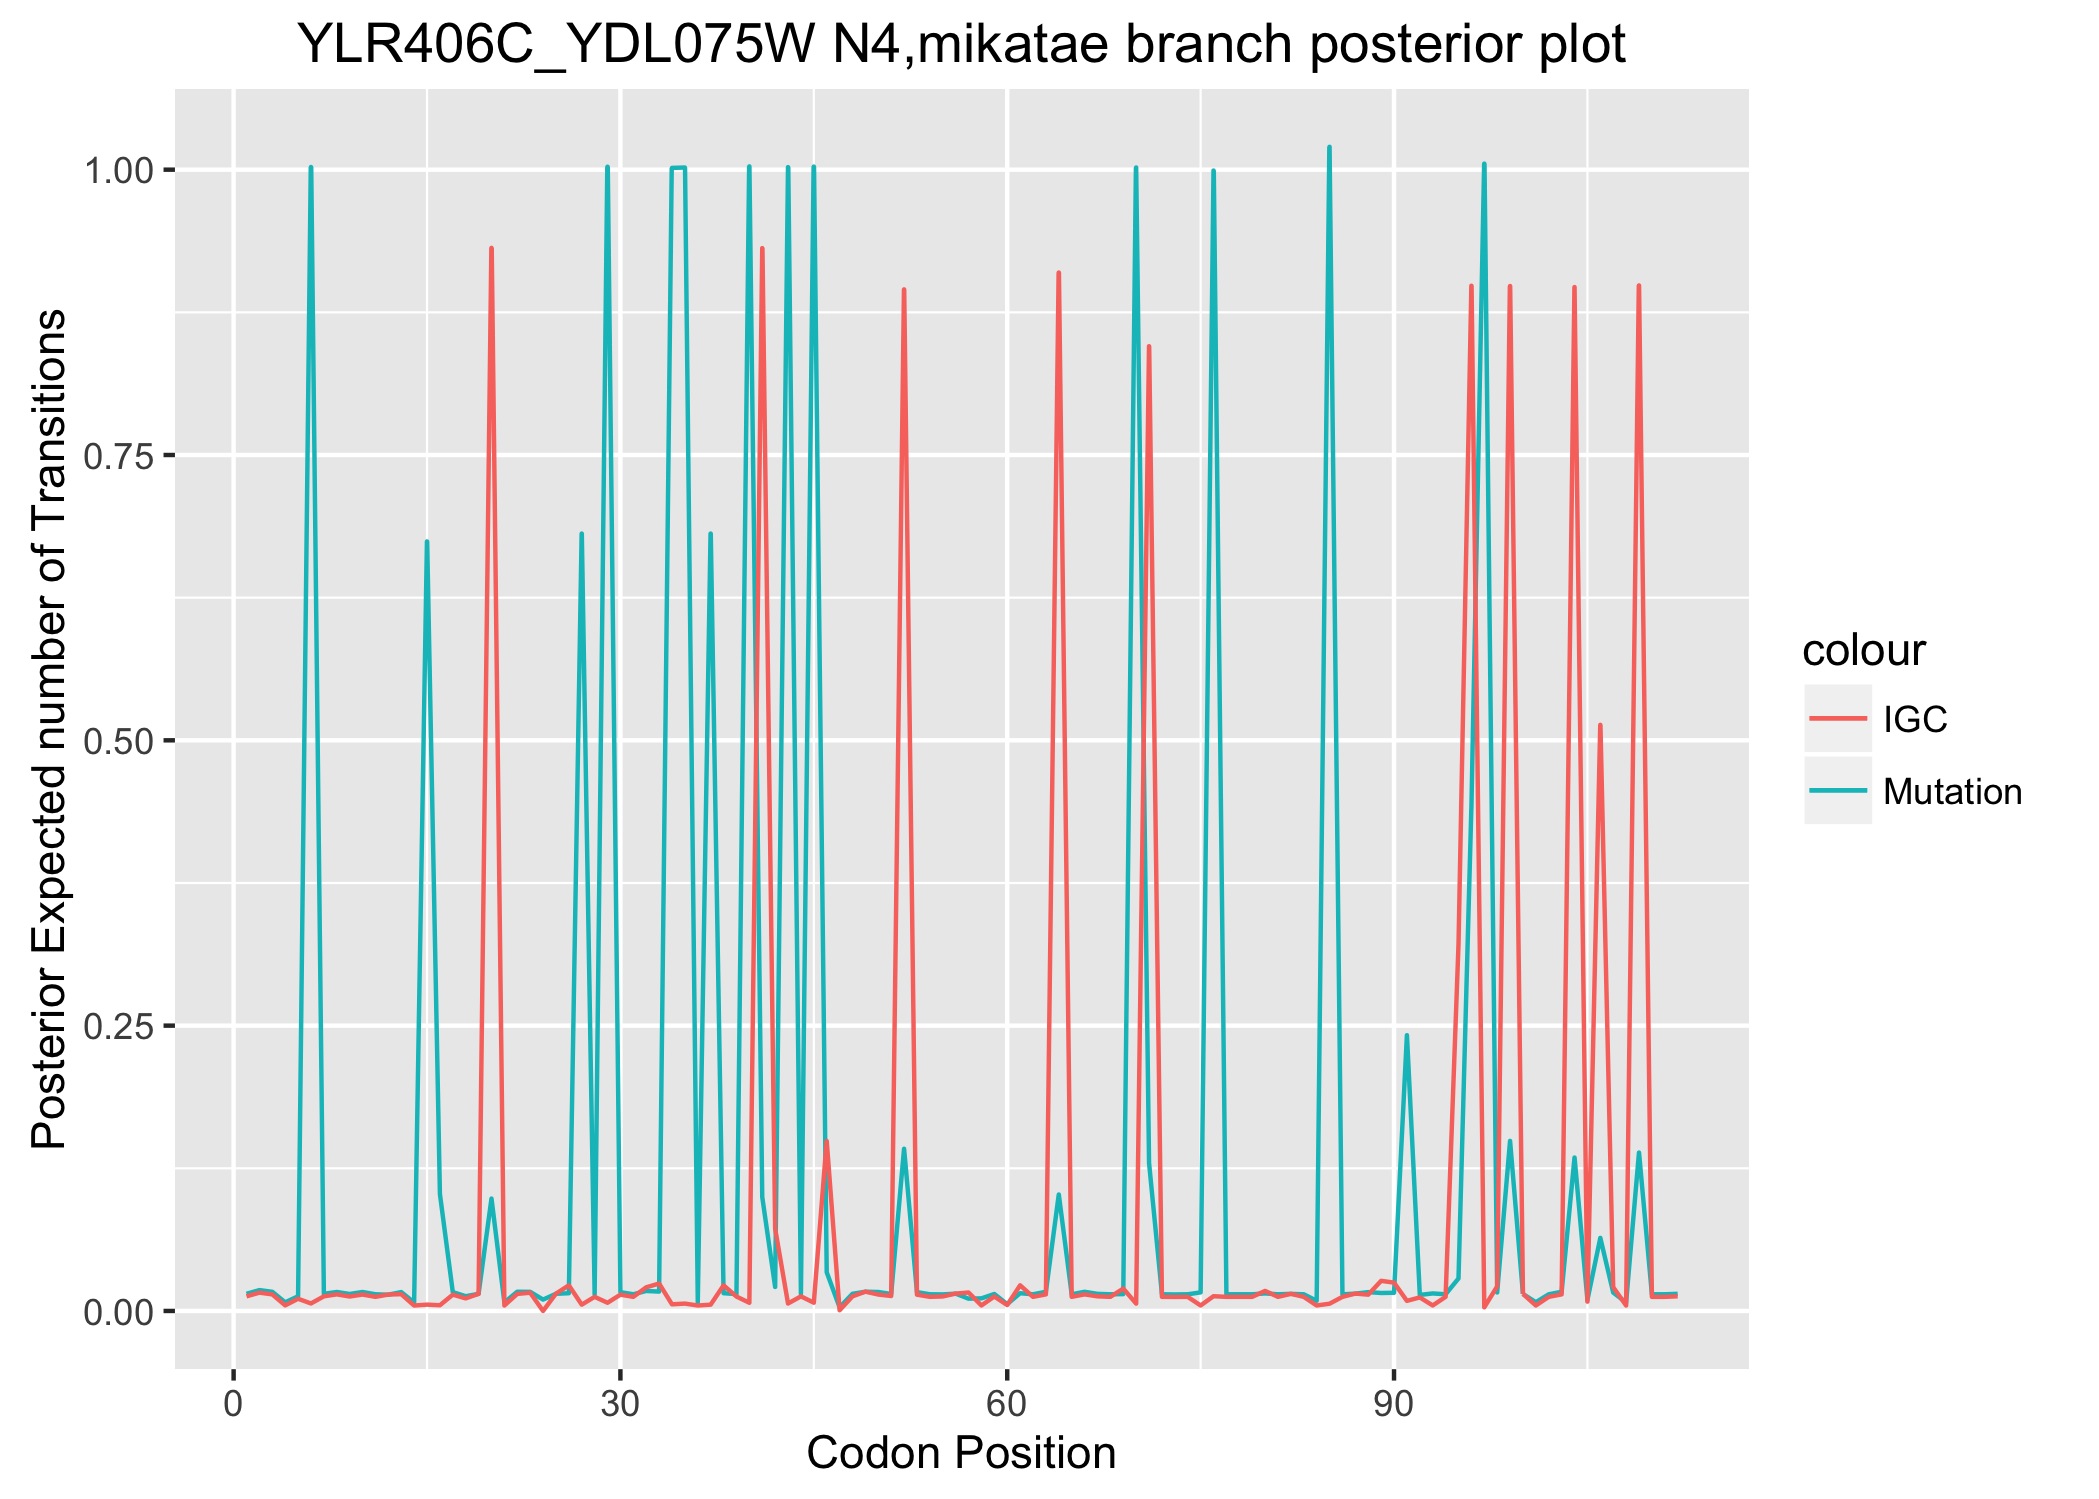 YLR406C_YDL075W N4,mikatae branch posterior plot
Posterior Expected number of Transitions
1.00
0.75
0.50
0.25
0.00
0
30
60
90
Codon Position
colour
IGC
Mutation